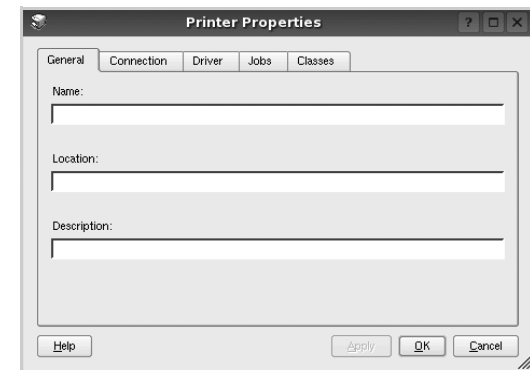 Printer Properties
General Connection Driver Jobs Classes
Name:
Location:
Description:
Help Apply OK Cancel